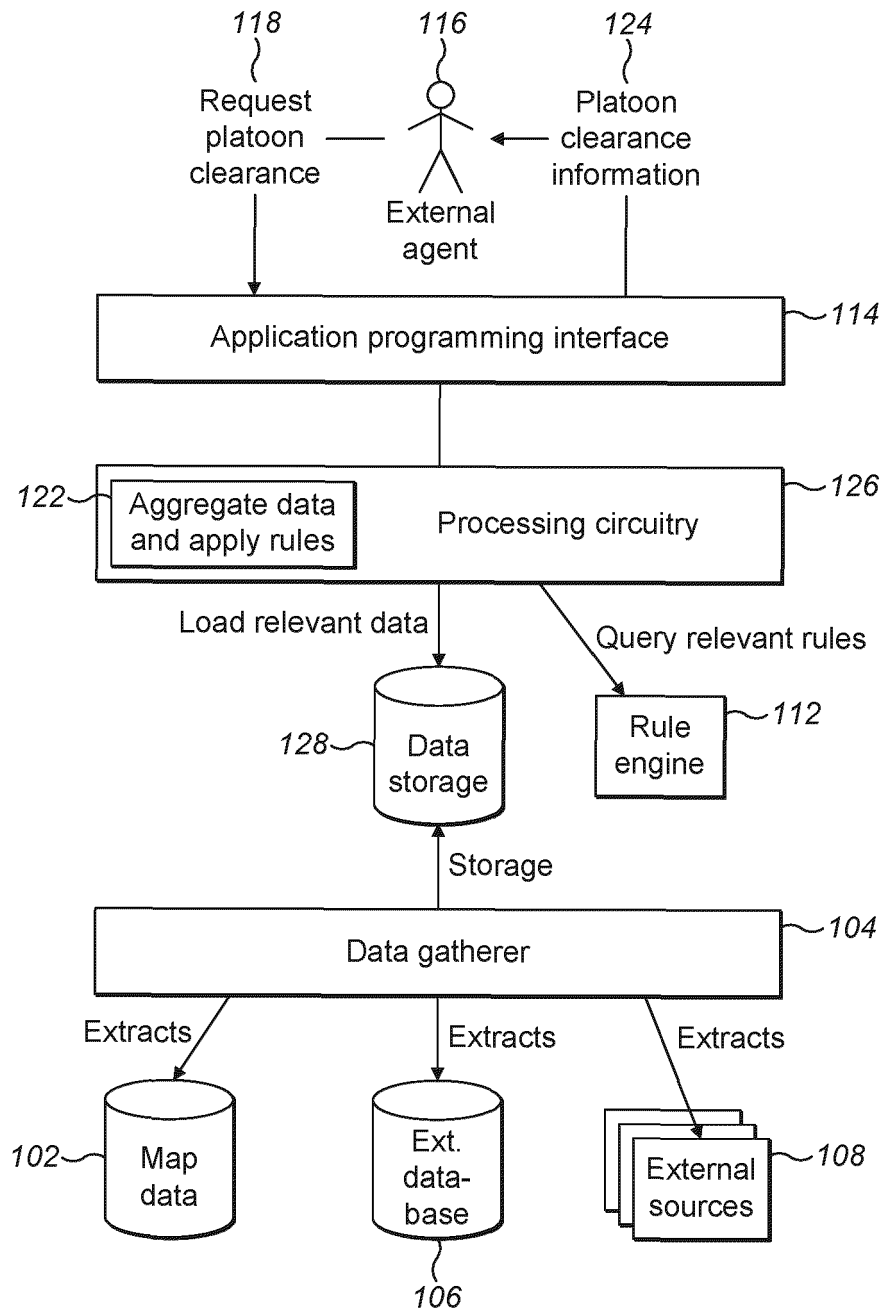 118
116
124
Request
platoon
clearance
Platoon
clearance
information
External
agent
Application programming interface
114
122
Aggregate data
and apply rules
Processing circuitry
126
Load relevant data
Query relevant rules
128
Data
storage
Rule
engine
112
Storage
Data gatherer
104
Extracts
Extracts
Extracts
102
Map
data
Ext.
data-
base
106
External
sources
108